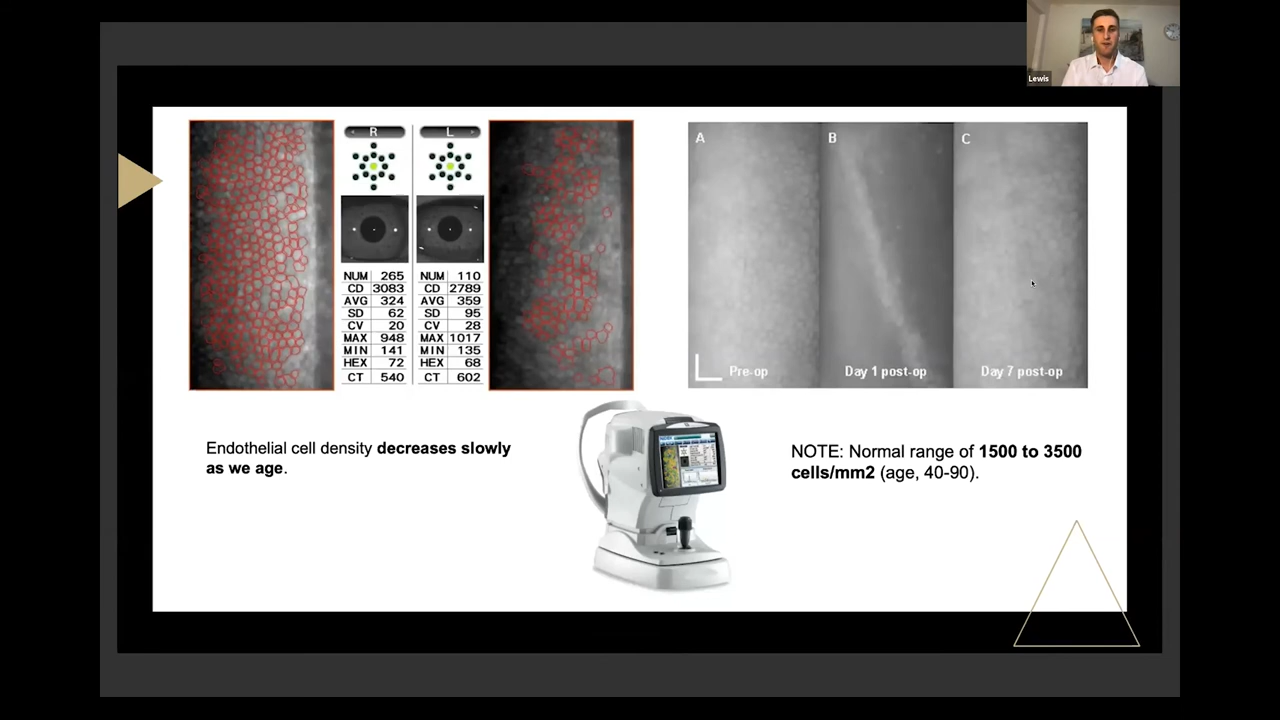 Lewis
R
L
NUM 265
CD 3083
AVG 324
SD 62
CV 20
MAX 948
MIN 141
HEX 72
CT 540
NUM 110
CD 2789
AVG 359
SD 95
CV 28
MAX 1017
MIN 135
HEX 68
CT 602
A
B
C
Pre-op
Day 1 post-op
Day 7 post-op
Endothelial cell density decreases slowly
as we age.
NOTE: Normal range of 1500 to 3500
cells/mm2 (age, 40-90).